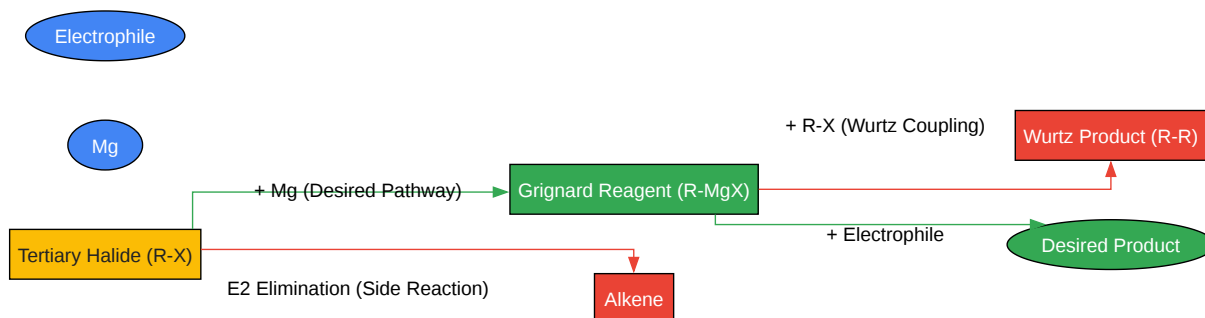 Electrophile
+ R-X (Wurtz Coupling)
Wurtz Product (R-R)
Mg
+ Mg (Desired Pathway)
Grignard Reagent (R-MgX)
+ Electrophile
Desired Product
Tertiary Halide (R-X)
E2 Elimination (Side Reaction)
Alkene